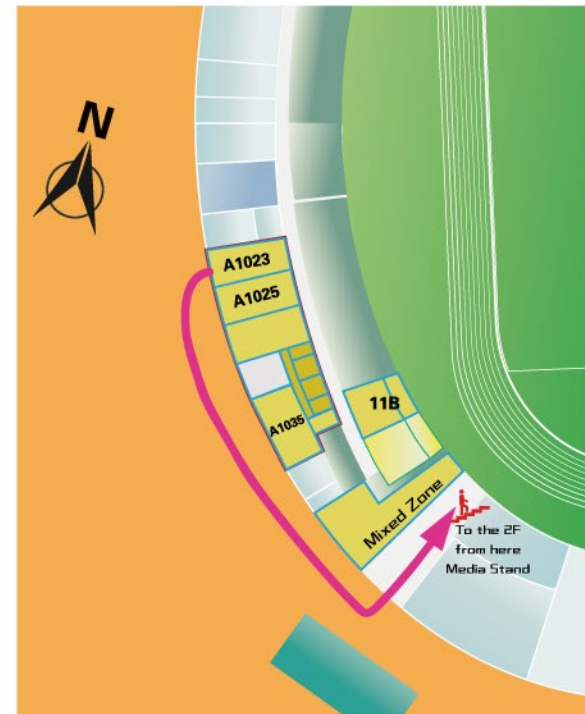 N
A1023
A1025
11B
A1035
Mixed Zone
To the 2F
from here
Media Stand